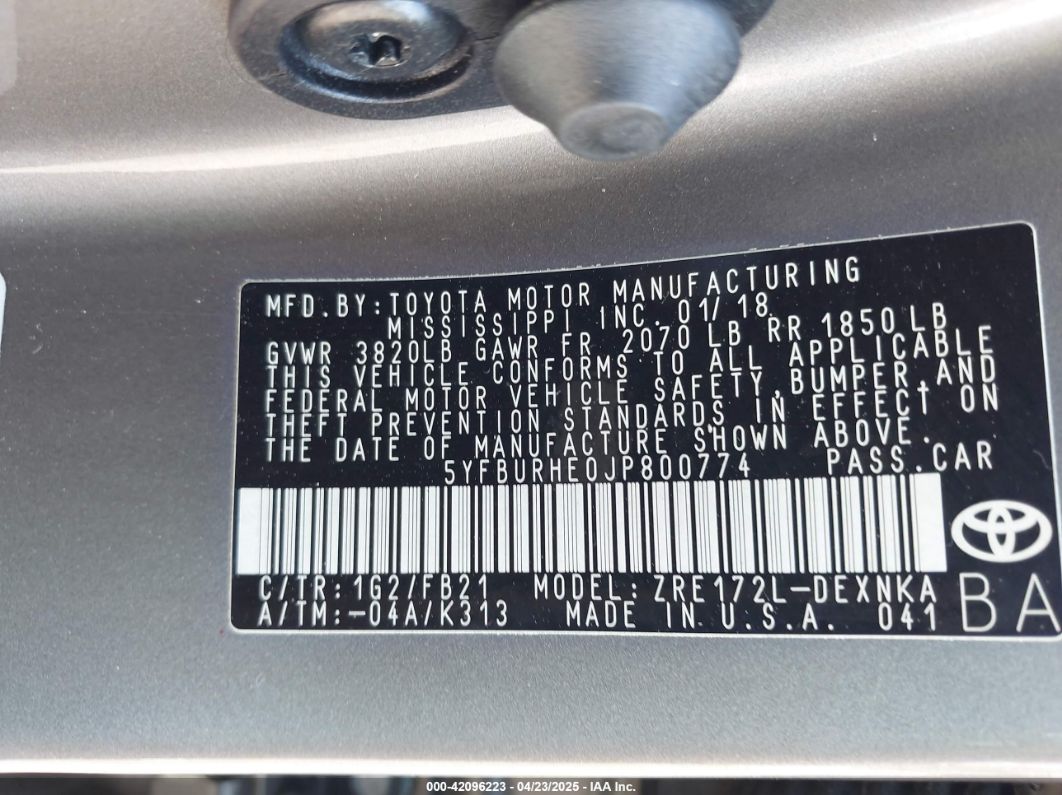 MFD.BY:TOYOTA MOTOR MANUFACTURING
MISSISSIPPI INC. 01/18
GVWR 3820LB GAWR FR 2070 LB RR 1850 LB
THIS VEHICLE CONFORMS TO ALL APPLICABLE
FEDERAL MOTOR VEHICLE SAFETY,BUMPER,AND
THEFT PREVENTION STANDARDS IN EFFECT ON
THE DATE OF MANUFACTURE SHOWN ABOVE.
5YFBURHE0JP800774 PASS.CAR
C/TR:1G2/FB21 MODEL:ZRE172L-DEXNKA
A/TM:-04A/K313 MADE IN U.S.A. 041
BA
000-42096223 - 04/23/2025 - IAA Inc.